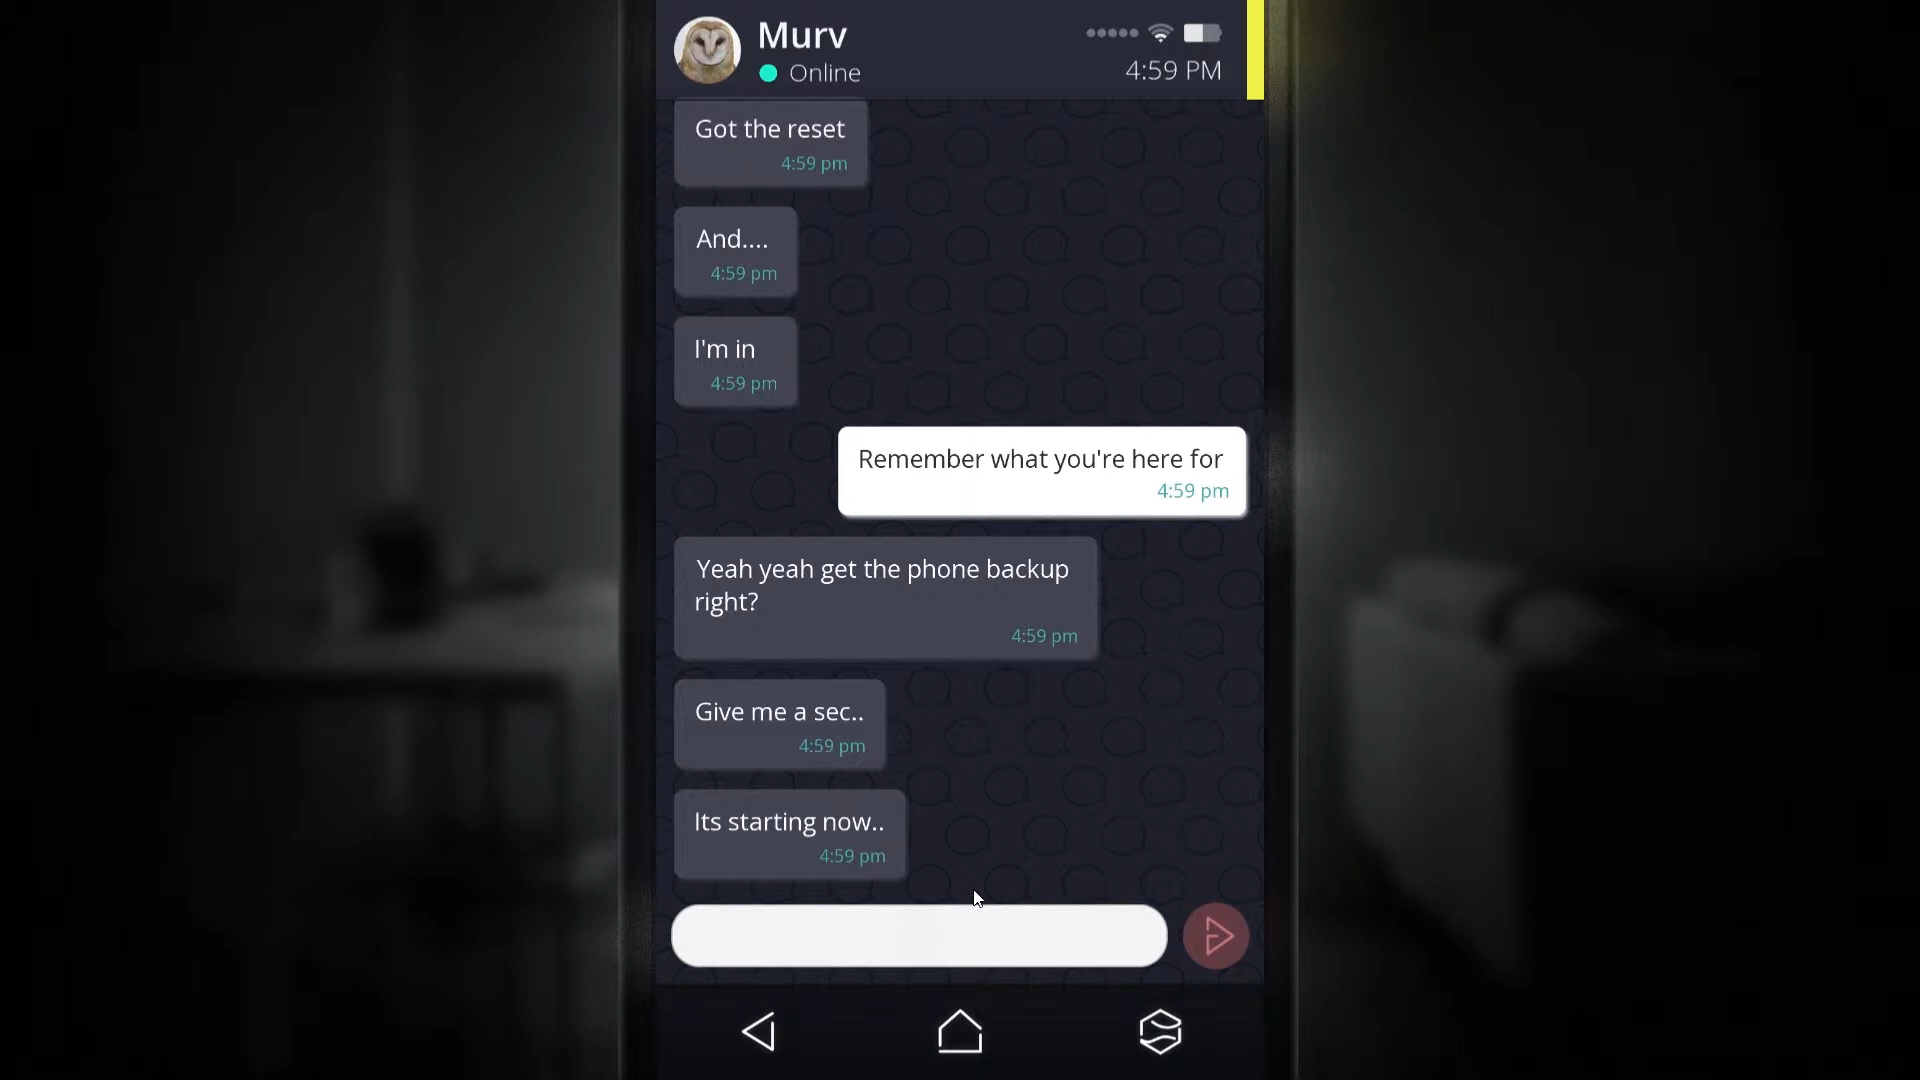 Murv
Online
4:59 PM
Got the reset
4:59 pm
And....
4:59 pm
I'm in
4:59 pm
Remember what you're here for
4:59 pm
Yeah yeah get the phone backup
right?
4:59 pm
Give me a sec..
4:59 pm
Its starting now..
4:59 pm